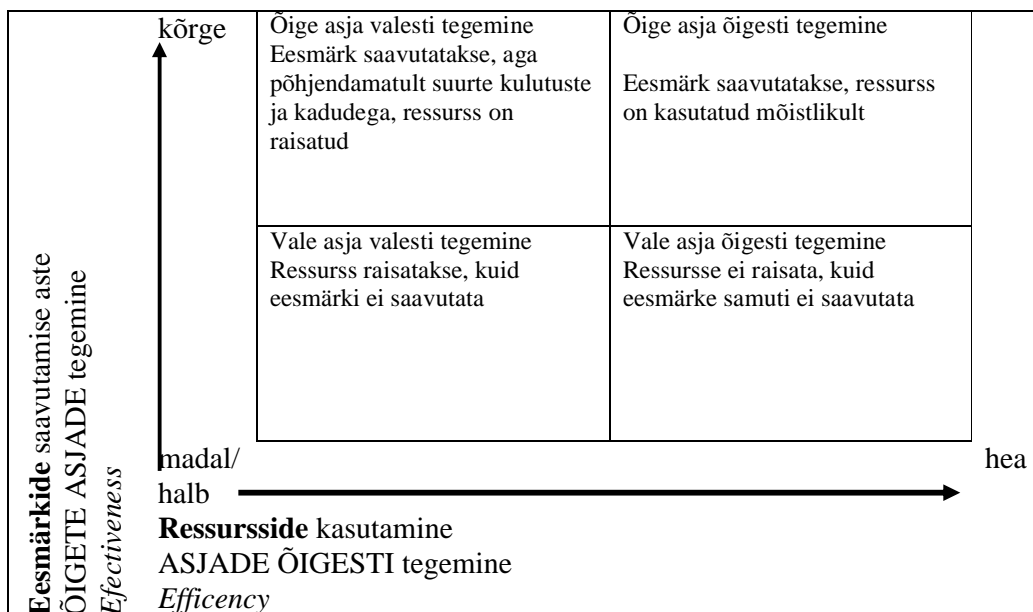 kõrge
Õige asja valesti tegemine
Eesmärk saavutatakse, aga
põhjendamatult suurte kulutuste
ja kadudega, ressurss on
raisatud
Õige asja õigesti tegemine
Eesmärk saavutatakse, ressurss
on kasutatud mõistlikult
Vale asja valesti tegemine
Ressurss raisatakse, kuid
eesmärki ei saavutata
Vale asja õigesti tegemine
Ressursse ei raisata, kuid
eesmärke samuti ei saavutata
Eesmärkide saavutamise aste
ÕIGETE ASJADE tegemine
Efectiveness
madal/
halb
hea
Ressursside kasutamine
ASJADE ÕIGESTI tegemine
Efficency